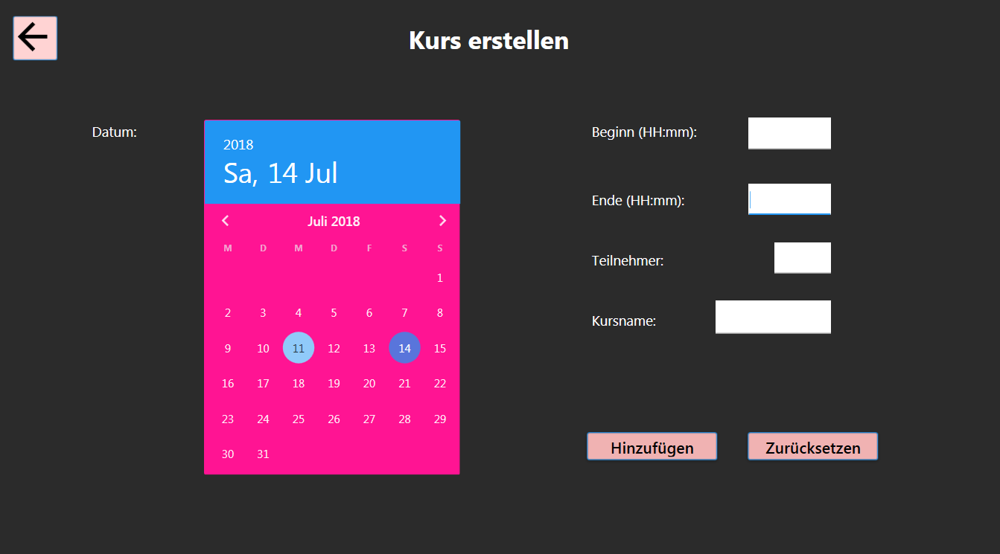 Kurs erstellen
Datum:
2018
Sa, 14 Jul
Juli 2018
M D M D F S S
1
2 3 4 5 6 7 8
9 10 11 12 13 14 15
16 17 18 19 20 21 22
23 24 25 26 27 28 29
30 31
Beginn (HH:mm):
Ende (HH:mm):
Teilnehmer:
Kursname:
Hinzufügen Zurücksetzen